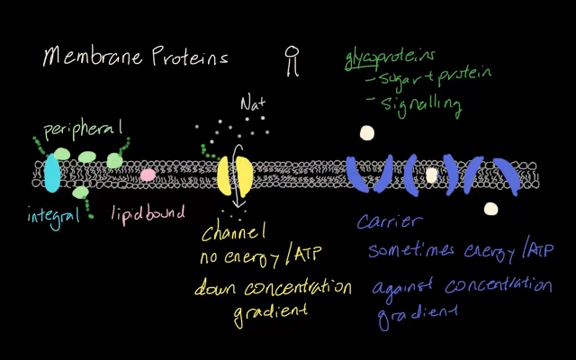 Membrane Proteins
glycoproteins
- sugar + protein
- signalling
Na+
peripheral
integral
lipid bound
channel
no energy/ATP
down concentration
gradient
carrier
sometimes energy/ATP
against concentration
gradient